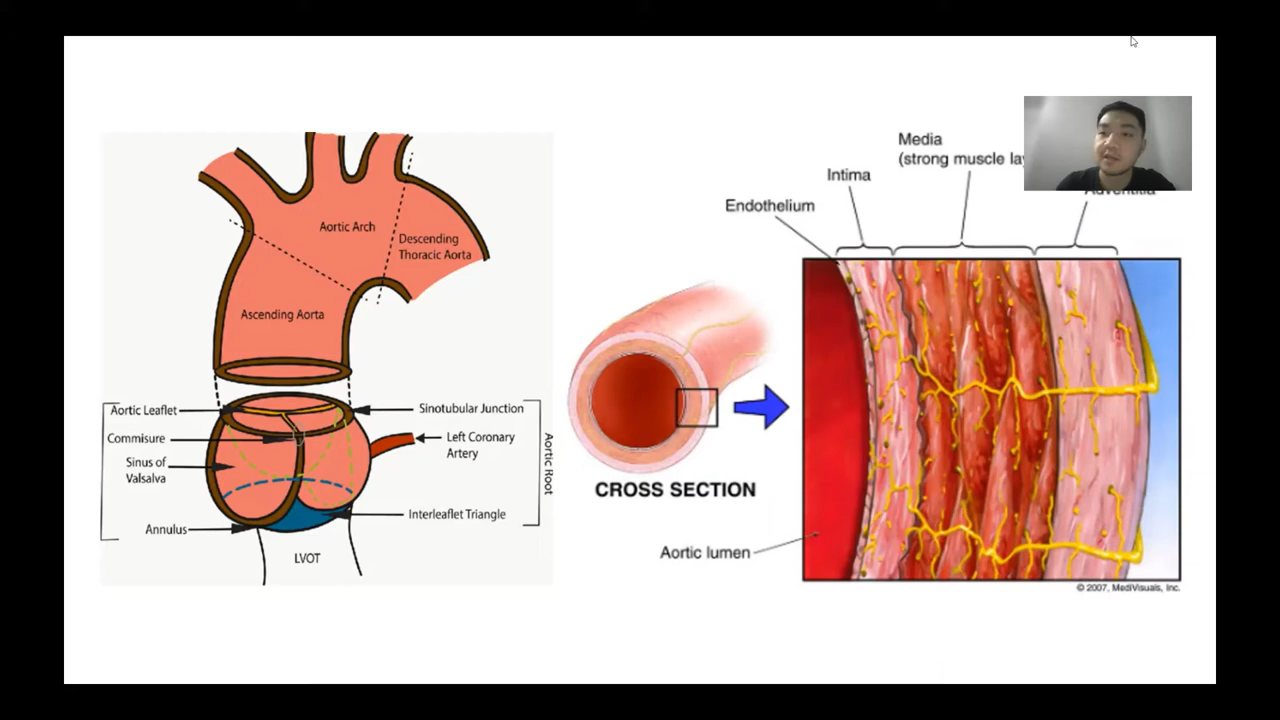 Aortic Arch
Descending
Thoracic Aorta
Ascending Aorta
Aortic Leaflet
Commisure
Sinus of
Valsalva
Annulus
LVOT
Sinotubular Junction
Left Coronary
Artery
Interleaflet Triangle
Aortic Root
Media
(strong muscle
Intima
Endothelium
Adventitia
CROSS SECTION
Aortic lumen
© 2007, MediVisuals, Inc.